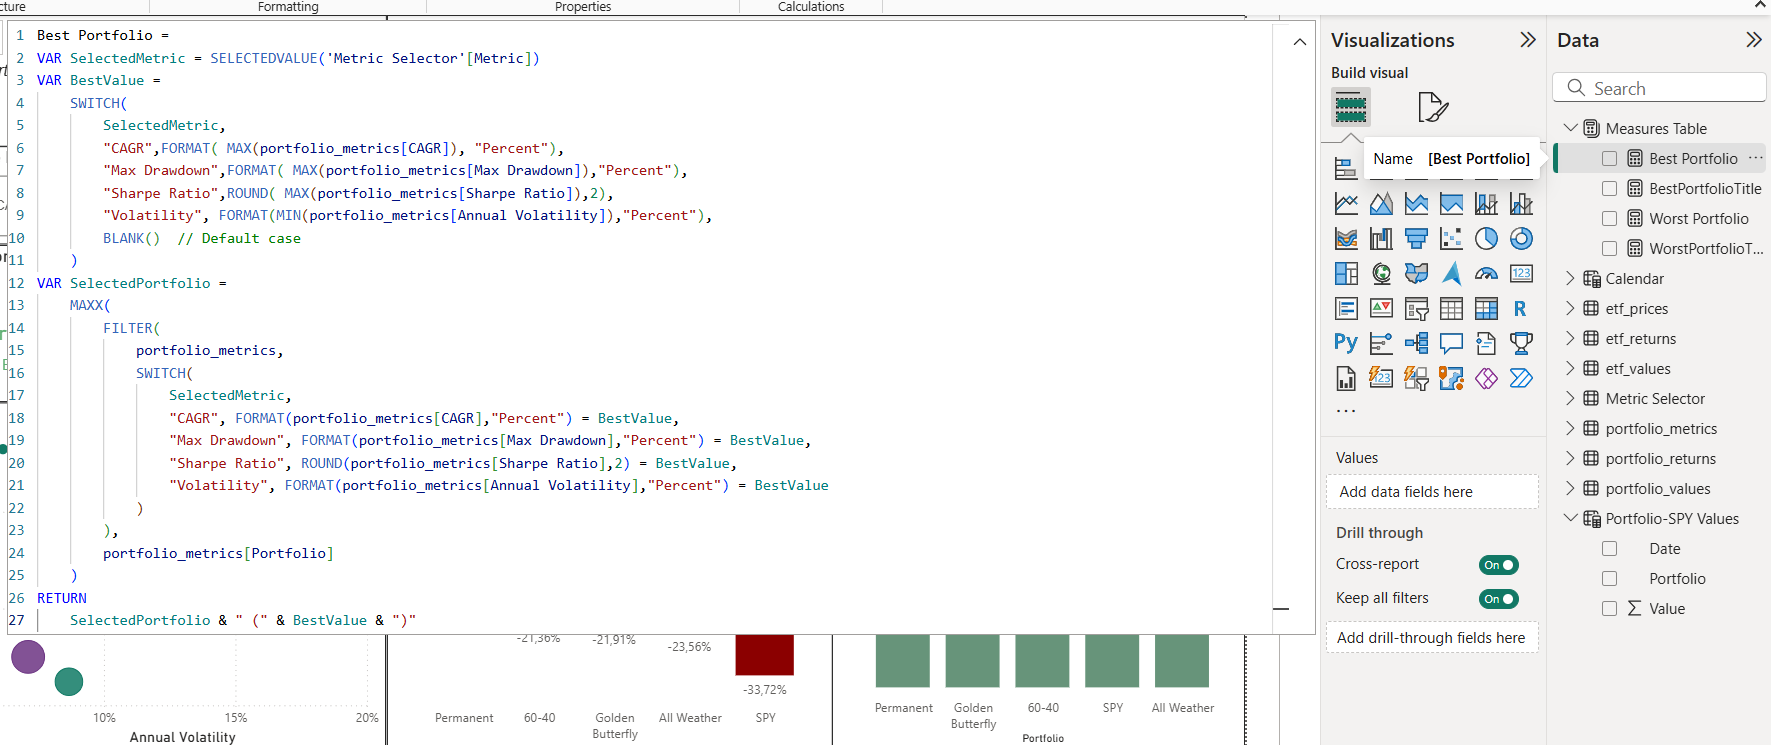 cture
Formatting
Properties
Calculations
1 Best Portfolio =
2 VAR SelectedMetric = SELECTEDVALUE('Metric Selector'[Metric])
3 VAR BestValue =
4 SWITCH(
5 SelectedMetric,
6 "CAGR",FORMAT( MAX(portfolio_metrics[CAGR]), "Percent"),
7 "Max Drawdown",FORMAT( MAX(portfolio_metrics[Max Drawdown]),"Percent"),
8 "Sharpe Ratio",ROUND( MAX(portfolio_metrics[Sharpe Ratio]),2),
9 "Volatility", FORMAT(MIN(portfolio_metrics[Annual Volatility]),"Percent"),
10 BLANK()  // Default case
11 )
12 VAR SelectedPortfolio =
13 MAXX(
14 FILTER(
15 portfolio_metrics,
16 SWITCH(
17 SelectedMetric,
18 "CAGR", FORMAT(portfolio_metrics[CAGR],"Percent") = BestValue,
19 "Max Drawdown", FORMAT(portfolio_metrics[Max Drawdown],"Percent") = BestValue,
20 "Sharpe Ratio", ROUND(portfolio_metrics[Sharpe Ratio],2) = BestValue,
21 "Volatility", FORMAT(portfolio_metrics[Annual Volatility],"Percent") = BestValue
22 )
23 ),
24 portfolio_metrics[Portfolio]
25 )
26 RETURN
27 SelectedPortfolio & " (" & BestValue & ")"
10%
15%
20%
Annual Volatility
-21,36%
-21,91%
-23,56%
-33,72%
Permanent
60-40
Golden
Butterfly
All Weather
SPY
Permanent
Golden
Butterfly
60-40
SPY
All Weather
Portfolio
Visualizations
Build visual
Name [Best Portfolio]
123
R
Py
123
...
Values
Add data fields here
Drill through
Cross-report
On
Keep all filters
On
Add drill-through fields here
Data
Search
Measures Table
Best Portfolio ...
BestPortfolioTitle
Worst Portfolio
WorstPortfolioT...
Calendar
etf_prices
etf_returns
etf_values
Metric Selector
portfolio_metrics
portfolio_returns
portfolio_values
Portfolio-SPY Values
Date
Portfolio
Value